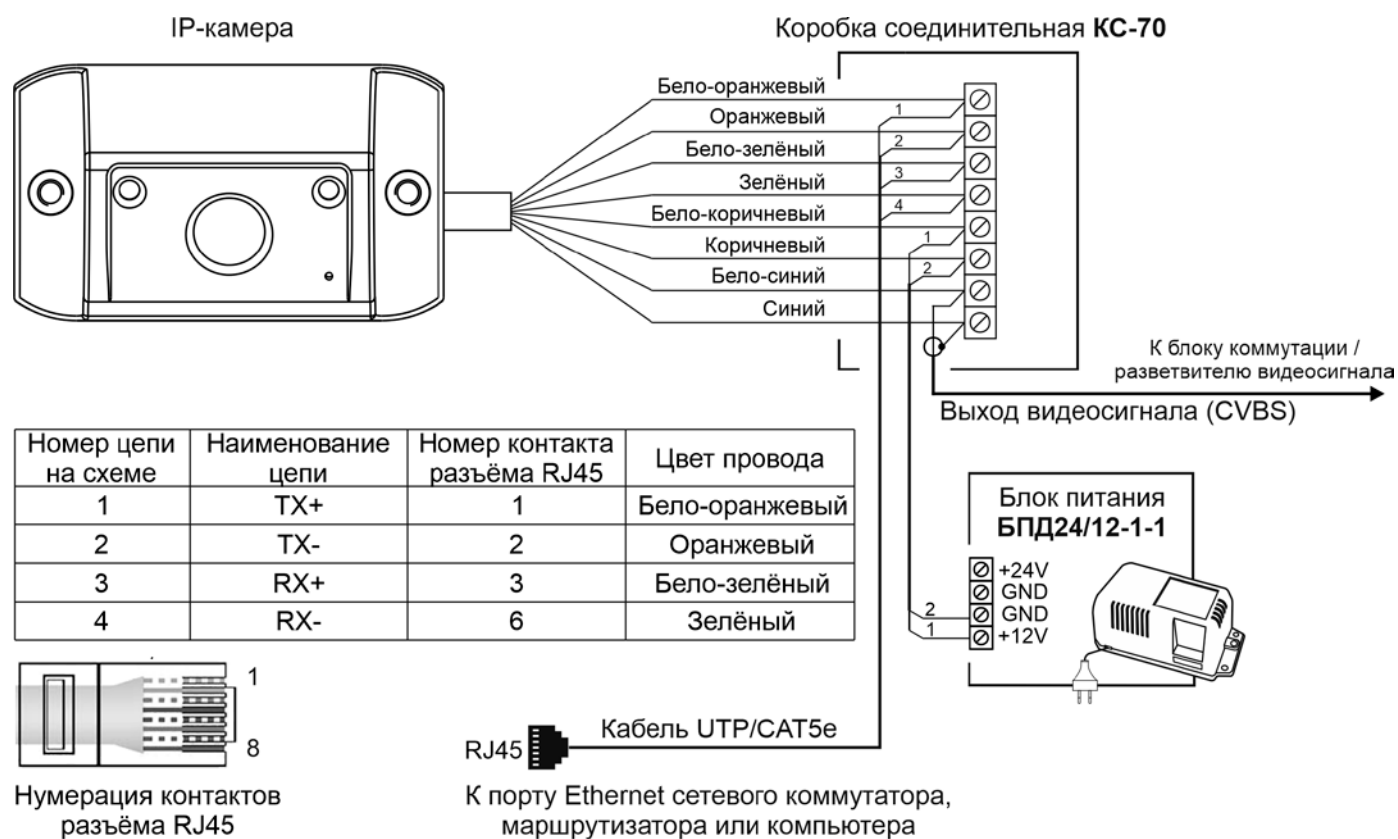 IP-камера
Коробка соединительная КС-70
Бело-оранжевый
Оранжевый
Бело-зелёный
Зелёный
Бело-коричневый
Коричневый
Бело-синий
Синий
1
2
3
4
1
2
К блоку коммутации /
разветвителю видеосигнала
Выход видеосигнала (CVBS)
Номер цепи на схеме | Наименование цепи | Номер контакта разъёма RJ45 | Цвет провода
1 TX+ 1 Бело-оранжевый
2 TX- 2 Оранжевый
3 RX+ 3 Бело-зелёный
4 RX- 6 Зелёный
Блок питания
БПД24/12-1-1
+24V
GND
2 GND
1 +12V
1
8
Нумерация контактов
разъёма RJ45
Кабель UTP/CAT5e
RJ45
К порту Ethernet сетевого коммутатора,
маршрутизатора или компьютера